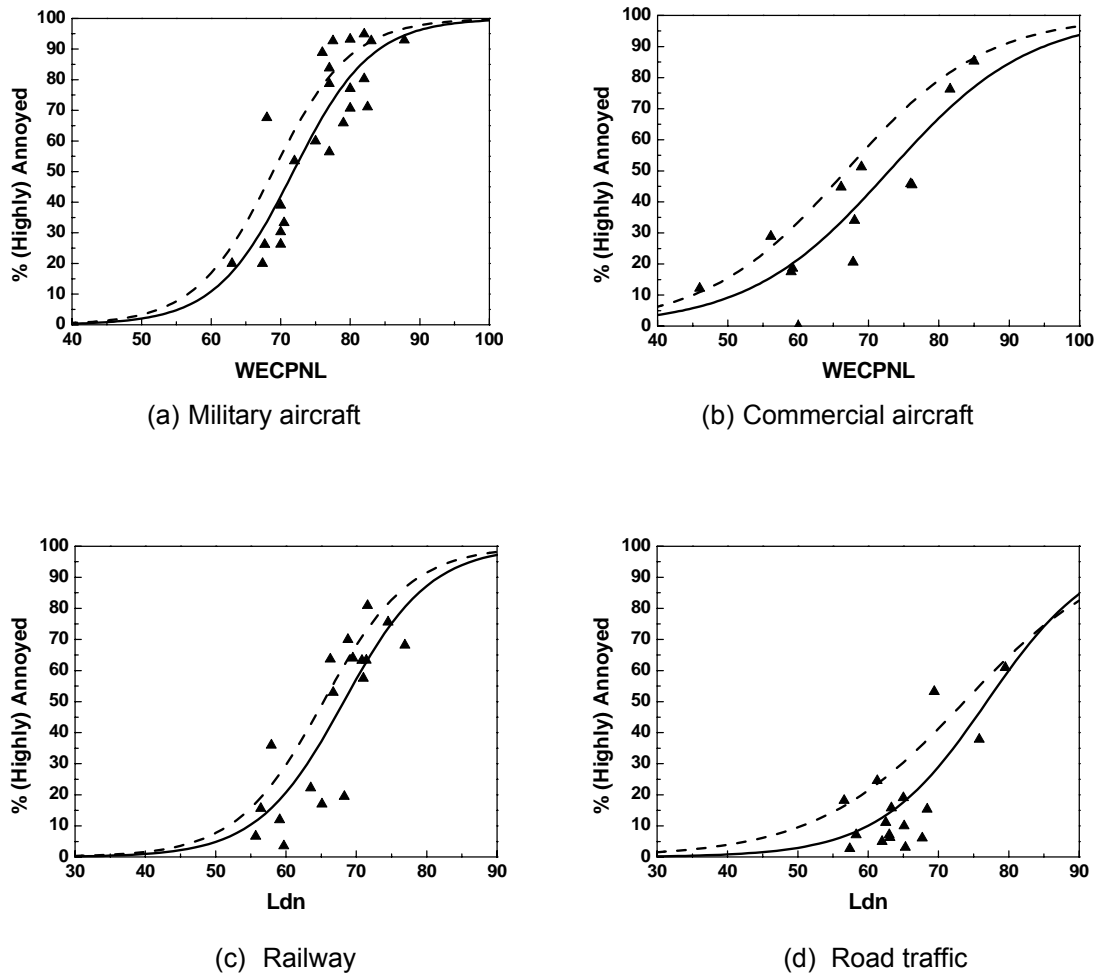 100
90
80
70
60
50
40
30
20
10
0
% (Highly) Annoyed
40 50 60 70 80 90 100
WECPNL
(a) Military aircraft
100
90
80
70
60
50
40
30
20
10
0
% (Highly) Annoyed
40 50 60 70 80 90 100
WECPNL
(b) Commercial aircraft
100
90
80
70
60
50
40
30
20
10
0
% (Highly) Annoyed
30 40 50 60 70 80 90
Ldn
(c) Railway
100
90
80
70
60
50
40
30
20
10
0
% (Highly) Annoyed
30 40 50 60 70 80 90
Ldn
(d) Road traffic